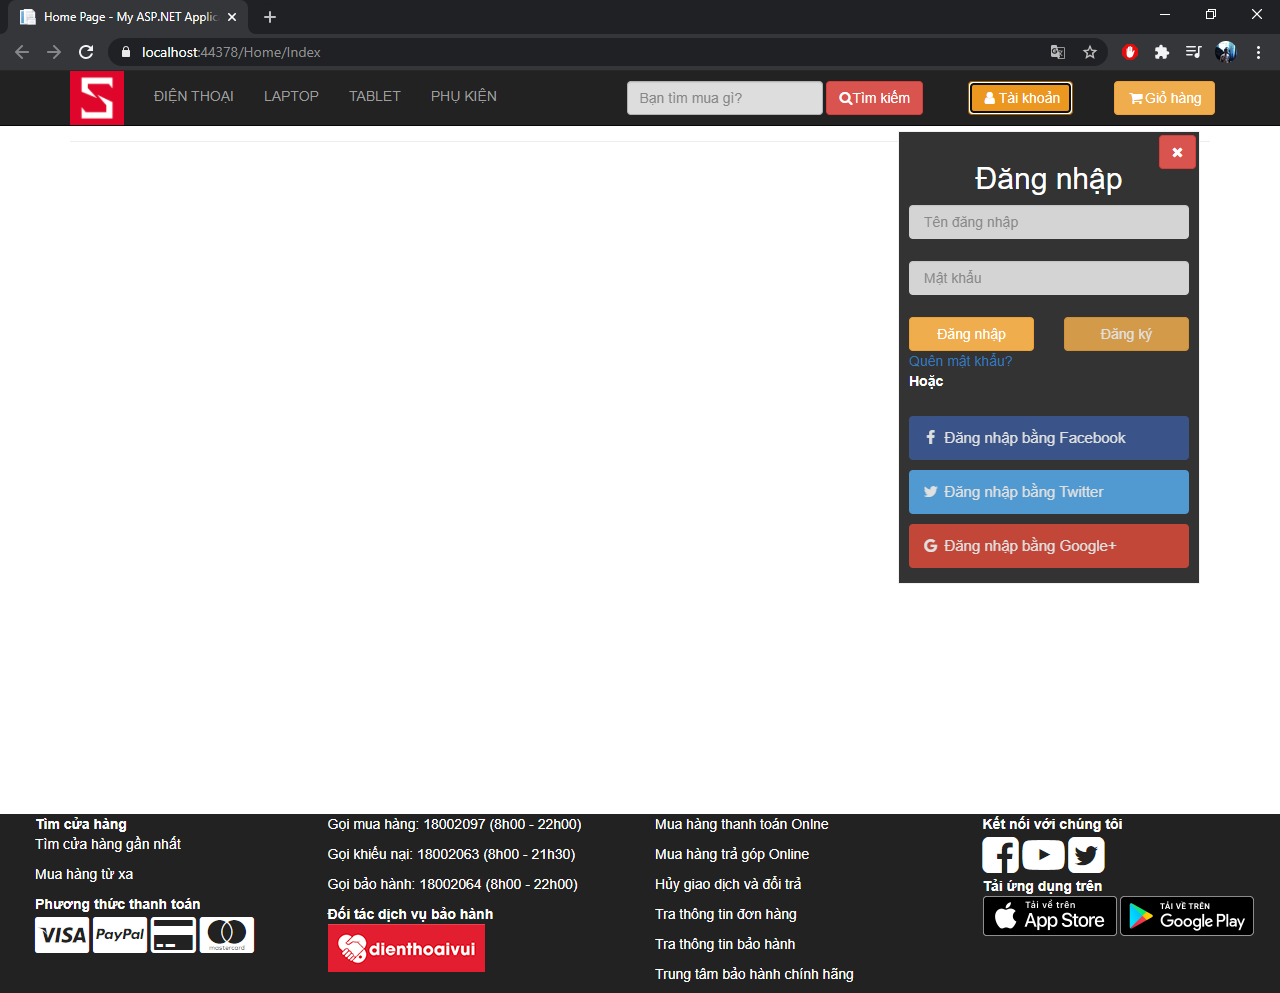 Home Page - My ASP.NET Applic
localhost:44378/Home/Index
S
ĐIỆN THOẠI
LAPTOP
TABLET
PHỤ KIỆN
Bạn tìm mua gì?
Tìm kiếm
Tài khoản
Giỏ hàng
Đăng nhập
Tên đăng nhập
Mật khẩu
Đăng nhập
Đăng ký
Quên mật khẩu?
Hoặc
Đăng nhập bằng Facebook
Đăng nhập bằng Twitter
Đăng nhập bằng Google+
Tìm cửa hàng
Tìm cửa hàng gần nhất
Mua hàng từ xa
Phương thức thanh toán
VISA
PayPal
mastercard
Gọi mua hàng: 18002097 (8h00 - 22h00)
Gọi khiếu nại: 18002063 (8h00 - 21h30)
Gọi bảo hành: 18002064 (8h00 - 22h00)
Đối tác dịch vụ bảo hành
dienthoaivui
Mua hàng thanh toán Onlne
Mua hàng trả góp Online
Hủy giao dịch và đổi trả
Tra thông tin đơn hàng
Tra thông tin bảo hành
Trung tâm bảo hành chính hãng
Kết nối với chúng tôi
Tải ứng dụng trên
Tải về trên
App Store
TẢI VỀ TRÊN
Google Play